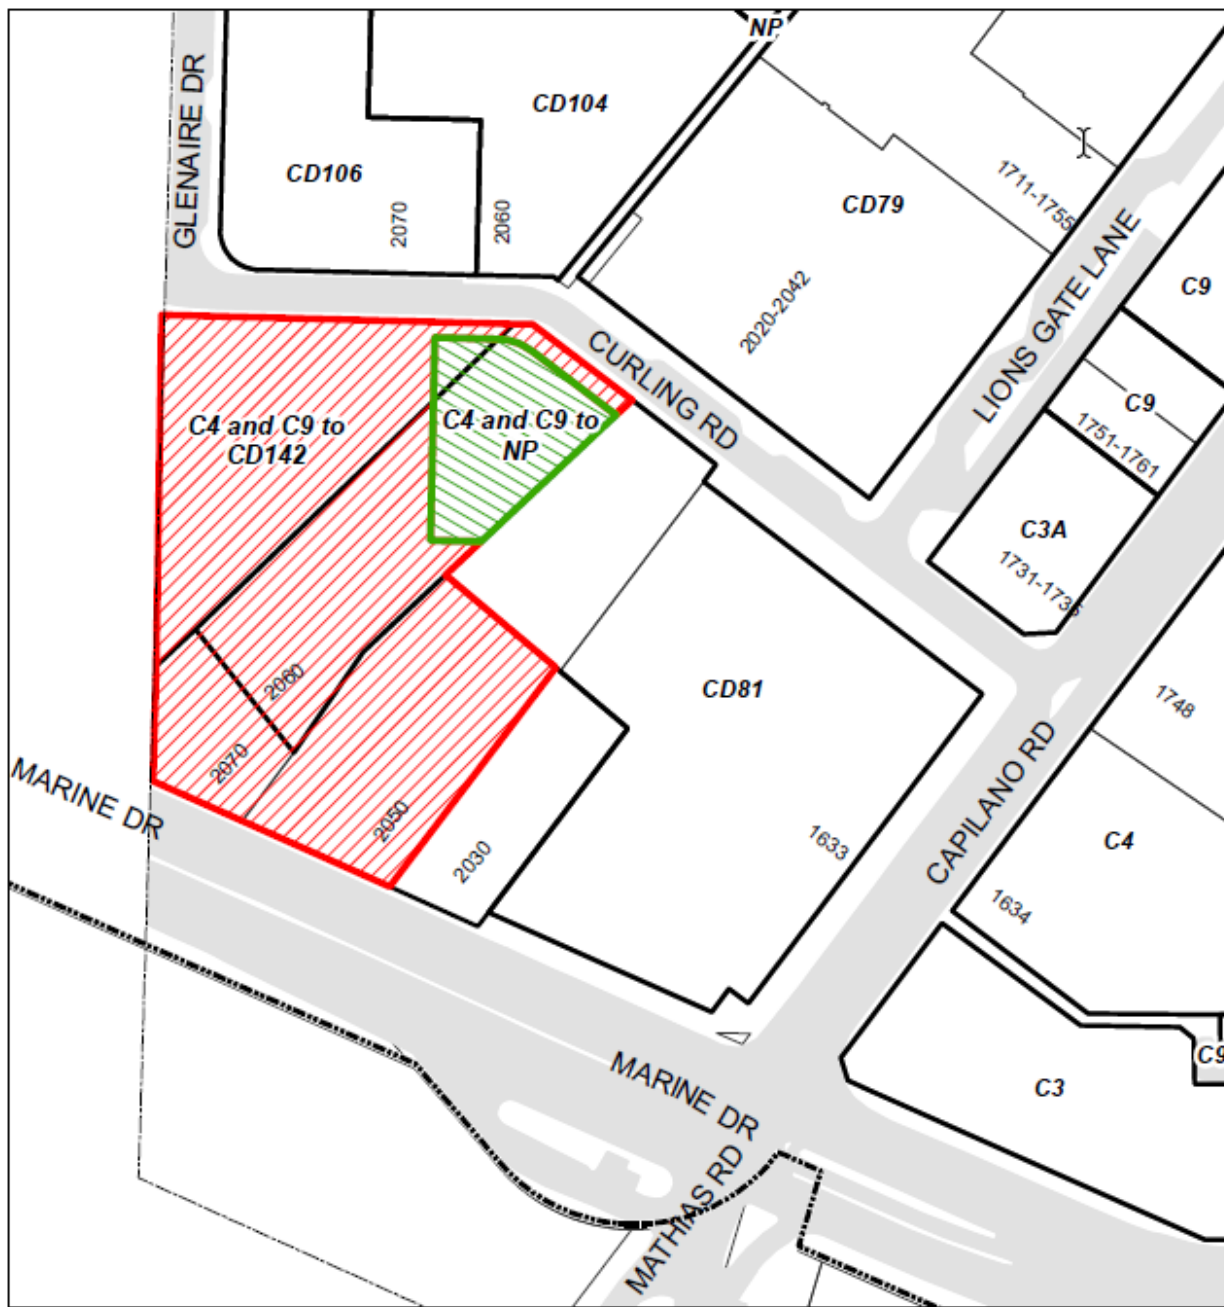 NP
CD104
GLENAIRE DR
CD106
2070
2060
CD79
1711-1755
2020-2042
LIONS GATE LANE
C9
CURLING RD
C4 and C9 to
CD142
C4 and C9 to
NP
C9
1751-1761
C3A
1731-1735
2060
CD81
1748
2070
MARINE DR
2050
CAPILANO RD
1633
C4
2030
1634
MARINE DR
C3
C9
MATHIAS RD